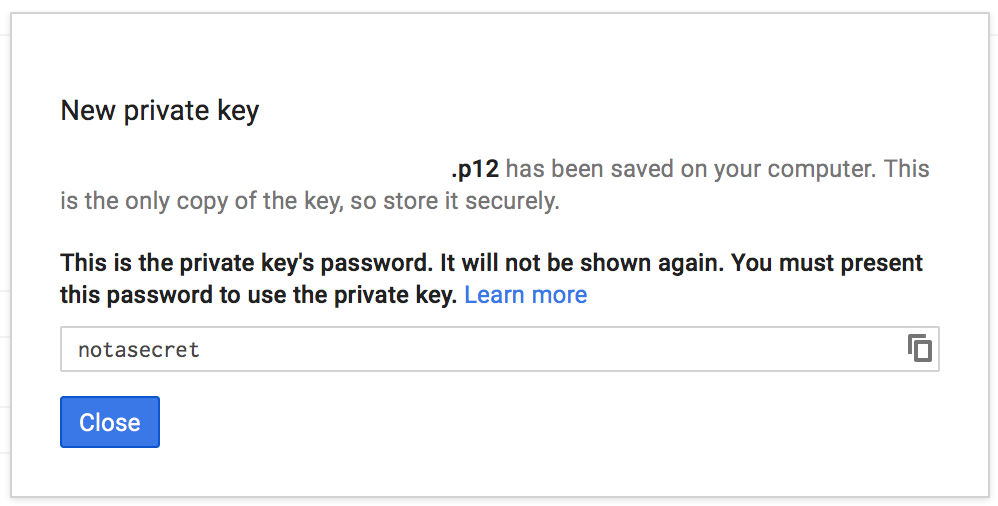 New private key
.p12 has been saved on your computer. This
is the only copy of the key, so store it securely.
This is the private key's password. It will not be shown again. You must present
this password to use the private key. Learn more
notasecret
Close